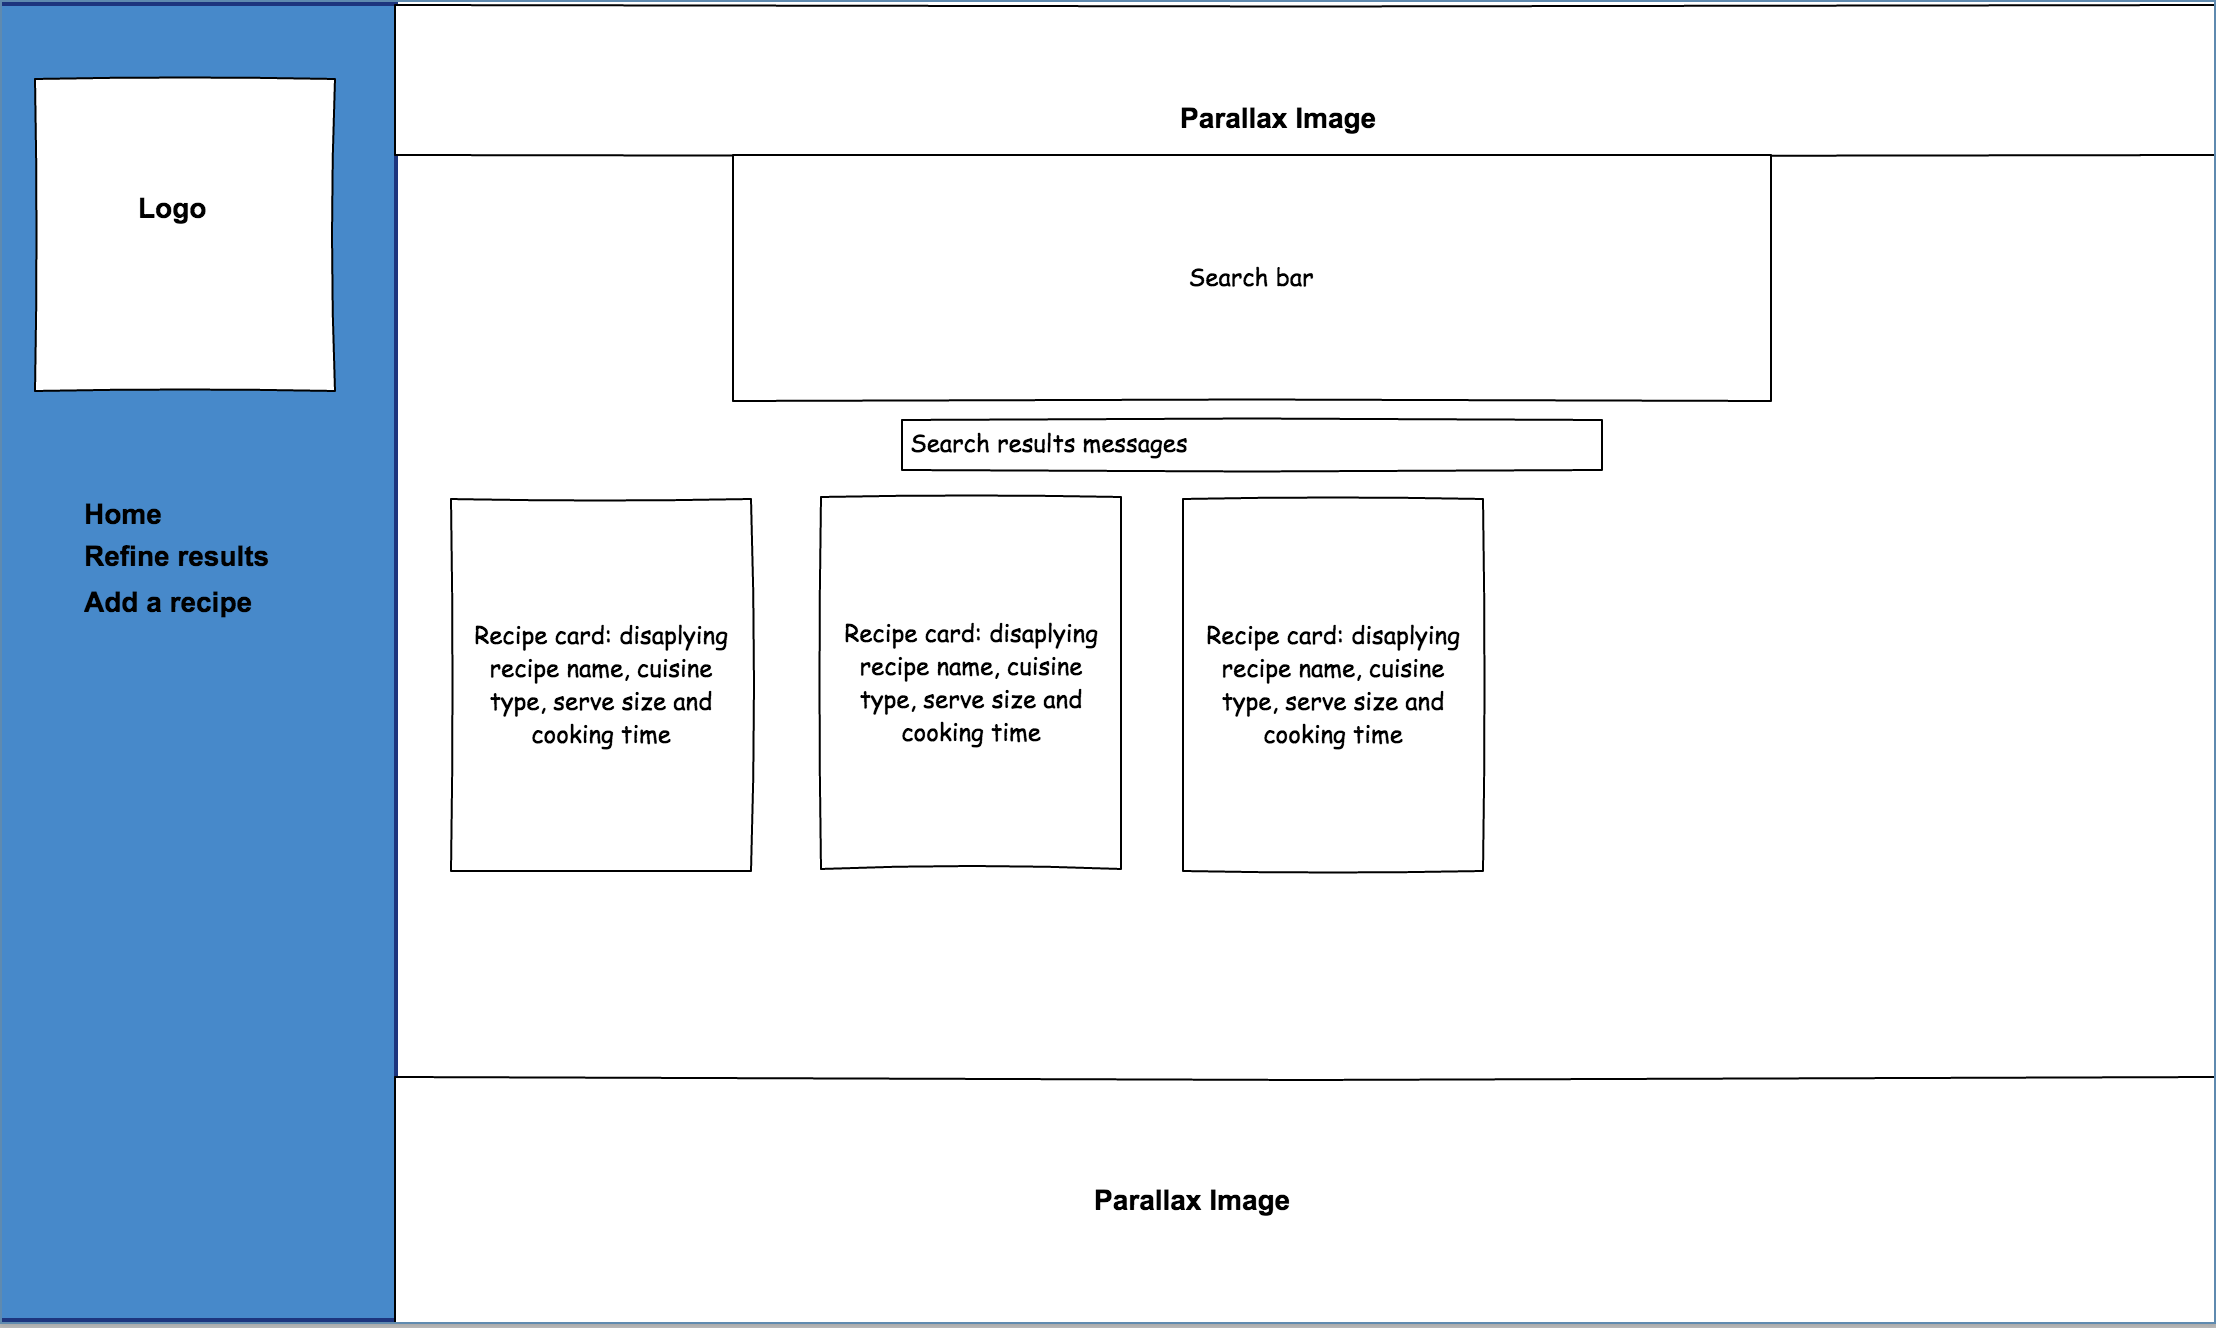 Logo
Home
Refine results
Add a recipe
Parallax Image
Search bar
Search results messages
Recipe card: disaplying
recipe name, cuisine
type, serve size and
cooking time
Recipe card: disaplying
recipe name, cuisine
type, serve size and
cooking time
Recipe card: disaplying
recipe name, cuisine
type, serve size and
cooking time
Parallax Image